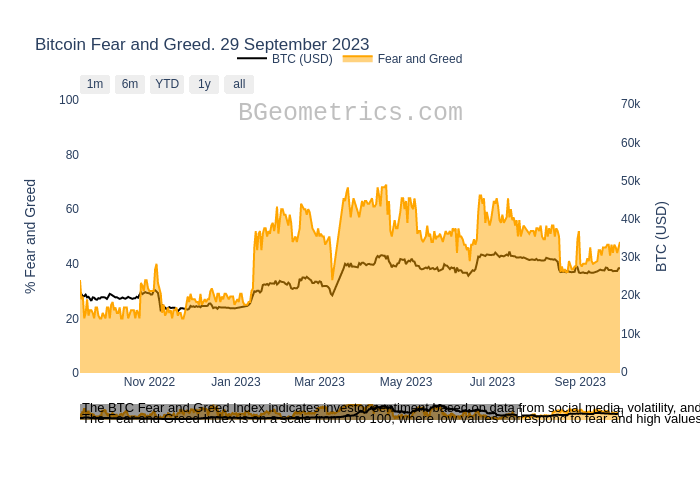 Bitcoin Fear and Greed. 29 September 2023
BTC (USD) Fear and Greed
1m 6m YTD 1y all
BGeometrics.com
100
80
60
40
20
0
% Fear and Greed
70k
60k
50k
40k
30k
20k
10k
0
BTC (USD)
Nov 2022 Jan 2023 Mar 2023 May 2023 Jul 2023 Sep 2023
The BTC Fear and Greed Index indicates investor sentiment based on data from social media, volatility, and
The Fear and Greed Index is on a scale from 0 to 100, where low values correspond to fear and high values